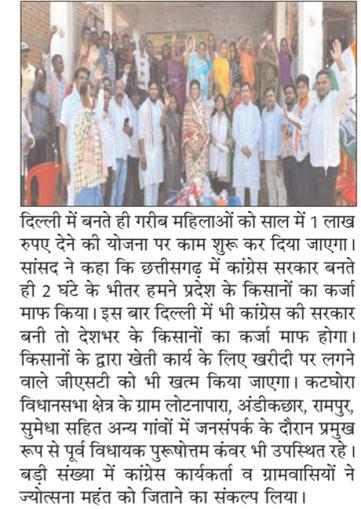 दिल्ली में बनते ही गरीब महिलाओं को साल में 1 लाख
रुपए देने की योजना पर काम शुरू कर दिया जाएगा।
सांसद ने कहा कि छत्तीसगढ़ में कांग्रेस सरकार बनते
ही 2 घंटे के भीतर हमने प्रदेश के किसानों का कर्जा
माफ किया। इस बार दिल्ली में भी कांग्रेस की सरकार
बनी तो देशभर के किसानों का कर्जा माफ होगा।
किसानों के द्वारा खेती कार्य के लिए खरीदी पर लगने
वाले जीएसटी को भी खत्म किया जाएगा। कटघोरा
विधानसभा क्षेत्र के ग्राम लोटनापारा, अंडीकछार, रामपुर,
सुमेधा सहित अन्य गांवों में जनसंपर्क के दौरान प्रमुख
रूप से पूर्व विधायक पुरूषोत्तम कंवर भी उपस्थित रहे।
बड़ी संख्या में कांग्रेस कार्यकर्ता व ग्रामवासियों ने
ज्योत्सना महंत को जिताने का संकल्प लिया।